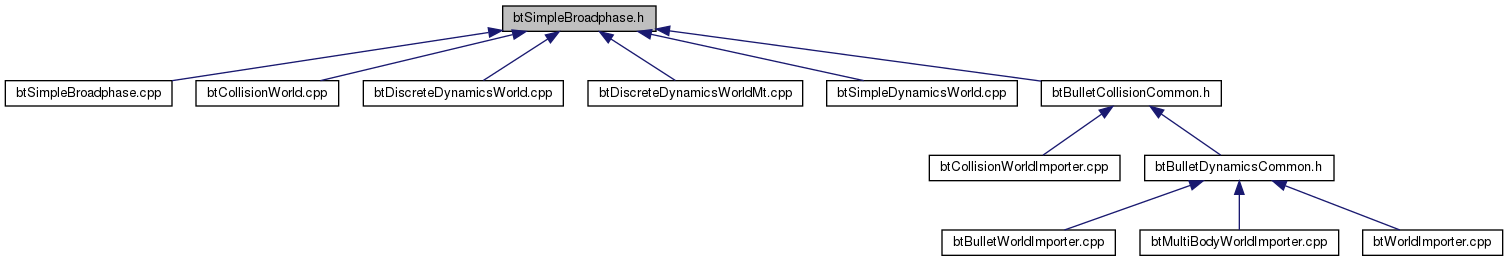 btSimpleBroadphase.h
btSimpleBroadphase.cpp
btCollisionWorld.cpp
btDiscreteDynamicsWorld.cpp
btDiscreteDynamicsWorldMt.cpp
btSimpleDynamicsWorld.cpp
btBulletCollisionCommon.h
btCollisionWorldImporter.cpp
btBulletDynamicsCommon.h
btBulletWorldImporter.cpp
btMultiBodyWorldImporter.cpp
btWorldImporter.cpp